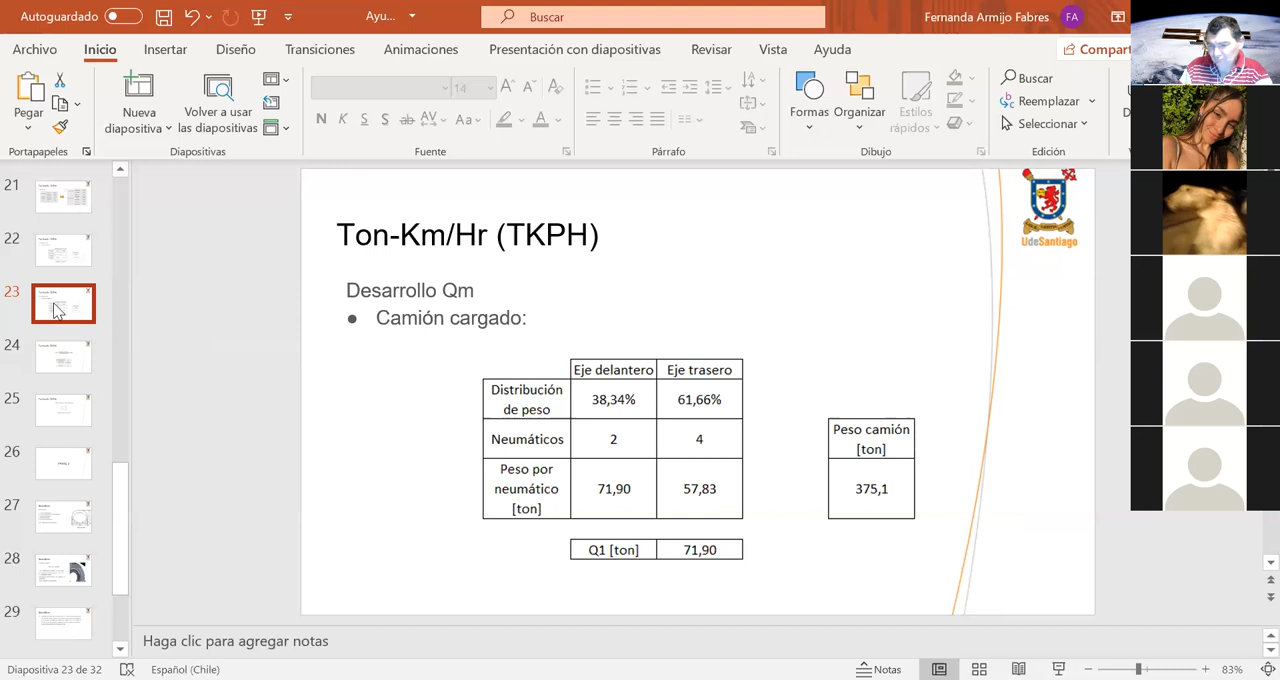 Autoguardado
Ayu...
Buscar
Fernanda Armijo Fabres
FA
Archivo
Inicio
Insertar
Diseño
Transiciones
Animaciones
Presentación con diapositivas
Revisar
Vista
Ayuda
Compart
Pegar
Portapapeles
Nueva
diapositiva
Volver a usar
las diapositivas
Diapositivas
14
N K S S ab AV Aa A
Fuente
Párrafo
Formas
Organizar
Estilos
rápidos
Dibujo
Buscar
Reemplazar
Seleccionar
Edición
D
21
22
23
24
25
26
27
28
29
UdeSantiago
Ton-Km/Hr (TKPH)
Desarrollo Qm
● Camión cargado:
Eje delantero Eje trasero
Distribución
de peso
38,34% 61,66%
Neumáticos 2 4
Peso por
neumático
[ton]
71,90 57,83
Peso camión
[ton]
375,1
Q1 [ton] 71,90
Haga clic para agregar notas
Diapositiva 23 de 32
Español (Chile)
Notas
83%